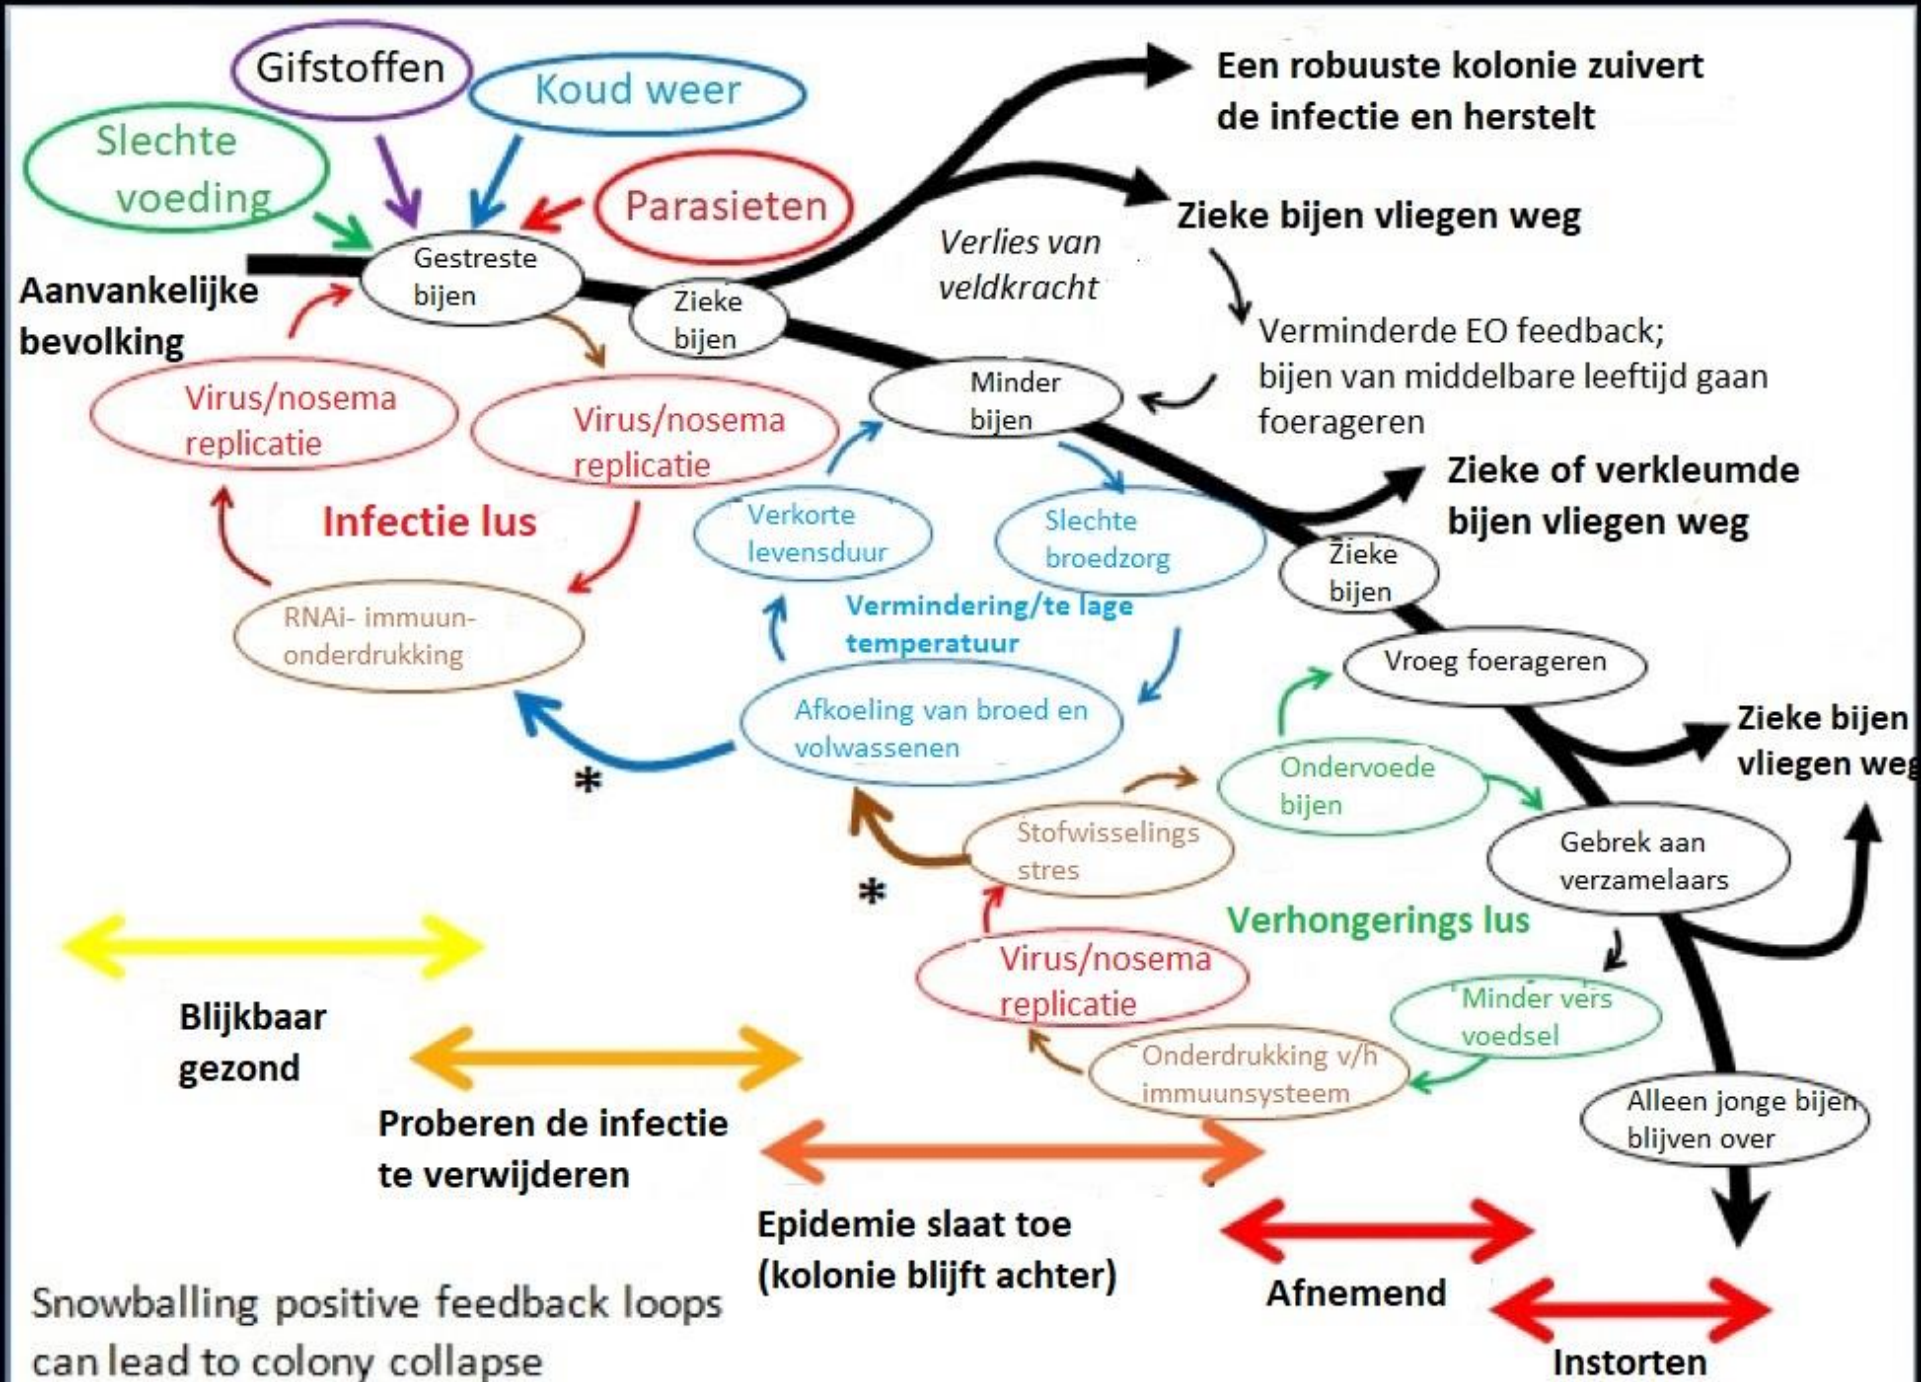 Gifstoffen
Koud weer
Slechte
voeding
Parasieten
Een robuuste kolonie zuivert
de infectie en herstelt
Zieke bijen vliegen weg
Verlies van
veldkracht
Aanvankelijke
bevolking
Gestreste
bijen
Zieke
bijen
Verminderde EO feedback;
bijen van middelbare leeftijd gaan
foerageren
Minder
bijen
Virus/nosema
replicatie
Virus/nosema
replicatie
Infectie lus
RNAi- immuun-
onderdrukking
Verkorte
levensduur
Slechte
broedzorg
Vermindering/te lage
temperatuur
Afkoeling van broed en
volwassenen
*
Zieke of verkleumde
bijen vliegen weg
Zieke
bijen
Vroeg foerageren
Zieke bijen
vliegen weg
Ondervoede
bijen
Stofwisselings
stres
*
Gebrek aan
verzamelaars
Verhongerings lus
Virus/nosema
replicatie
Minder vers
voedsel
Onderdrukking v/h
immuunsysteem
Alleen jonge bijen
blijven over
Blijkbaar
gezond
Proberen de infectie
te verwijderen
Epidemie slaat toe
(kolonie blijft achter)
Afnemend
Instorten
Snowballing positive feedback loops
can lead to colony collapse